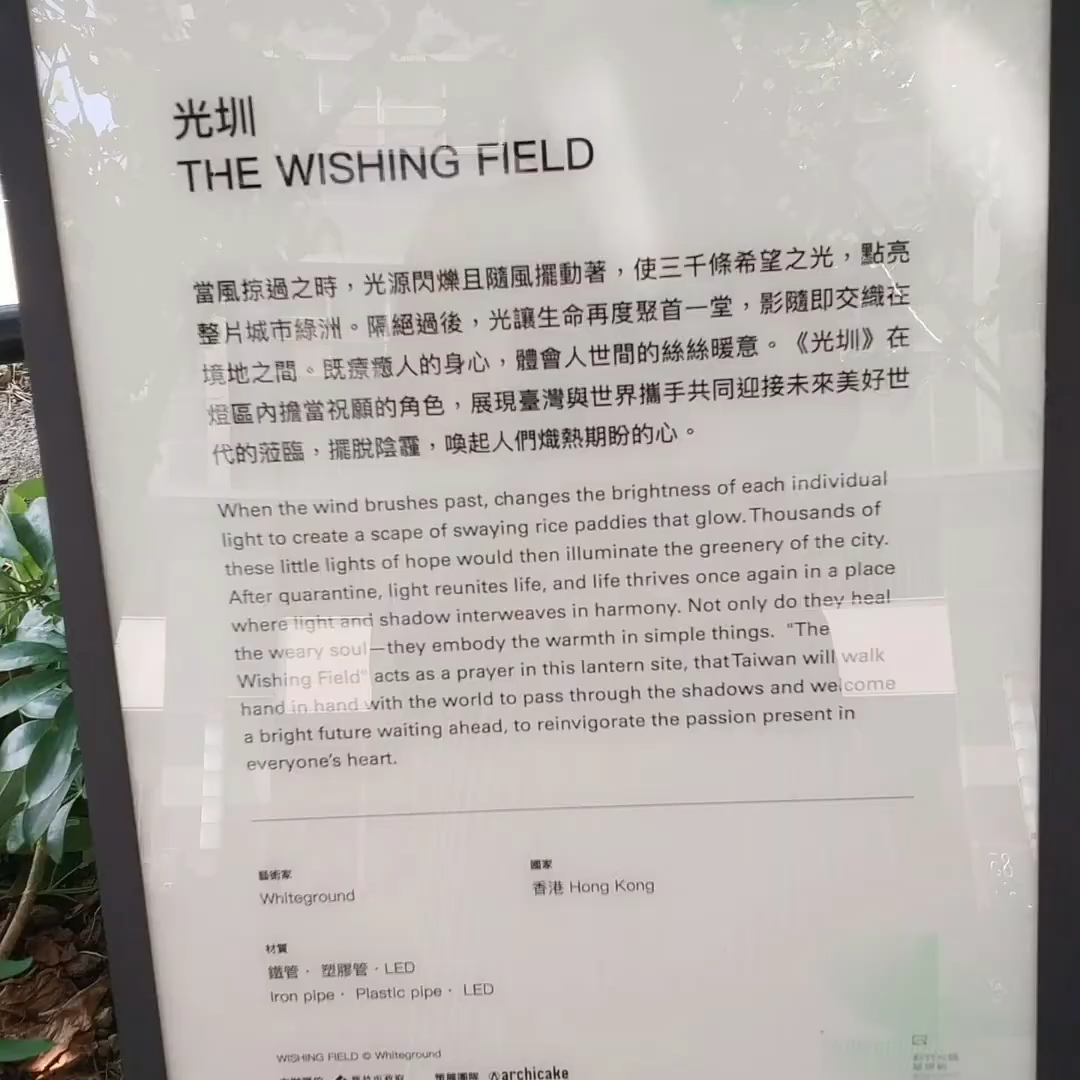 光圳
THE WISHING FIELD
當風掠過之時，光源閃爍且隨風擺動著，使三千條希望之光，點亮
整片城市綠洲。隔絕過後，光讓生命再度聚首一堂，影隨即交織在
境地之間。既療癒人的身心，體會人世間的絲絲暖意。《光圳》在
燈區內擔當祝願的角色，展現臺灣與世界攜手共同迎接未來美好世
代的蒞臨，擺脫陰霾，喚起人們熾熱期盼的心。
When the wind brushes past, changes the brightness of each individual
light to create a scape of swaying rice paddies that glow. Thousands of
these little lights of hope would then illuminate the greenery of the city.
After quarantine, light reunites life, and life thrives once again in a place
where light and shadow interweaves in harmony. Not only do they heal
the weary soul—they embody the warmth in simple things. "The
Wishing Field" acts as a prayer in this lantern site, that Taiwan will walk
hand in hand with the world to pass through the shadows and welcome
a bright future waiting ahead, to reinvigorate the passion present in
everyone's heart.
藝術家
Whiteground
國家
香港 Hong Kong
材質
鐵管· 塑膠管·LED
Iron pipe· Plastic pipe· LED
WISHING FIELD © Whiteground
策展團隊 archicake